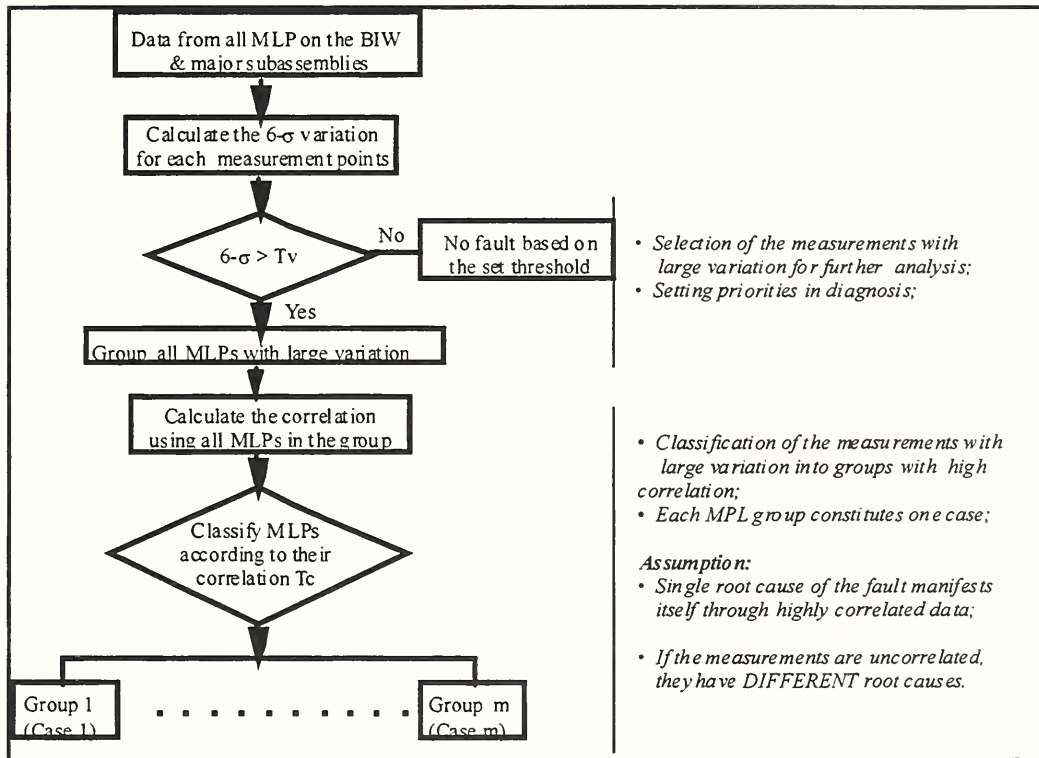 Data from all MLP on the BIW
& major subassemblies
Calculate the 6-σ variation
for each measurement points
6-σ > Tv
No
No fault based on
the set threshold
Yes
Group all MLPs with large variation
Calculate the correlation
using all MLPs in the group
Classify MLPs
according to their
correlation Tc
Group 1
(Case 1)
Group m
(Case m)
• Selection of the measurements with
large variation for further analysis;
• Setting priorities in diagnosis;
• Classification of the measurements with
large variation into groups with high
correlation;
• Each MPL group constitutes one case;
Assumption:
• Single root cause of the fault manifests
itself through highly correlated data;
• If the measurements are uncorrelated,
they have DIFFERENT root causes.